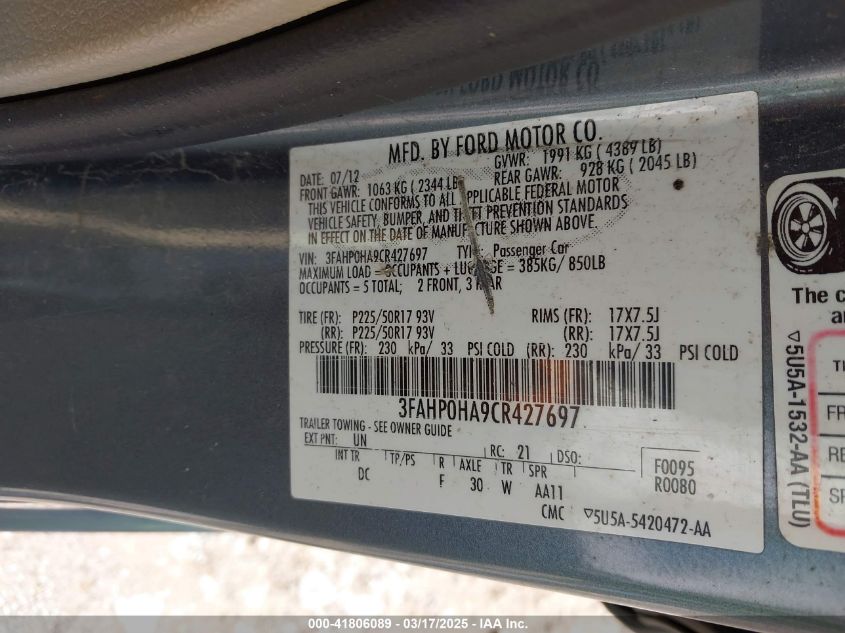 MFD. BY FORD MOTOR CO.
DATE: 07/12 GVWR: 1991 KG ( 4389 LB)
FRONT GAWR: 1063 KG ( 2344 LB REAR GAWR: 928 KG ( 2045 LB)
THIS VEHICLE CONFORMS TO ALL APPLICABLE FEDERAL MOTOR
VEHICLE SAFETY, BUMPER, AND THEFT PREVENTION STANDARDS
IN EFFECT ON THE DATE OF MANUFACTURE SHOWN ABOVE.
VIN: 3FAHP0HA9CR427697 TYPE: Passenger Car
MAXIMUM LOAD = OCCUPANTS + LUGGAGE = 385KG/ 850LB
OCCUPANTS = 5 TOTAL; 2 FRONT, 3 REAR
TIRE (FR): P225/50R17 93V RIMS (FR): 17X7.5J
(RR): P225/50R17 93V (RR): 17X7.5J
PRESSURE (FR): 230 kPa/ 33 PSI COLD (RR): 230 kPa/ 33 PSI COLD
3FAHP0HA9CR427697
TRAILER TOWING - SEE OWNER GUIDE
EXT PNT: UN RC: 21 DSO: F0095
INT TR TP/PS R AXLE TR SPR R00B0
DC F 30 W AA11
CMC ▽5U5A-5420472-AA
The c
▽5U5A-1532-AA (TLU)
FR
RE
SP
000-41806089 - 03/17/2025 - IAA Inc.